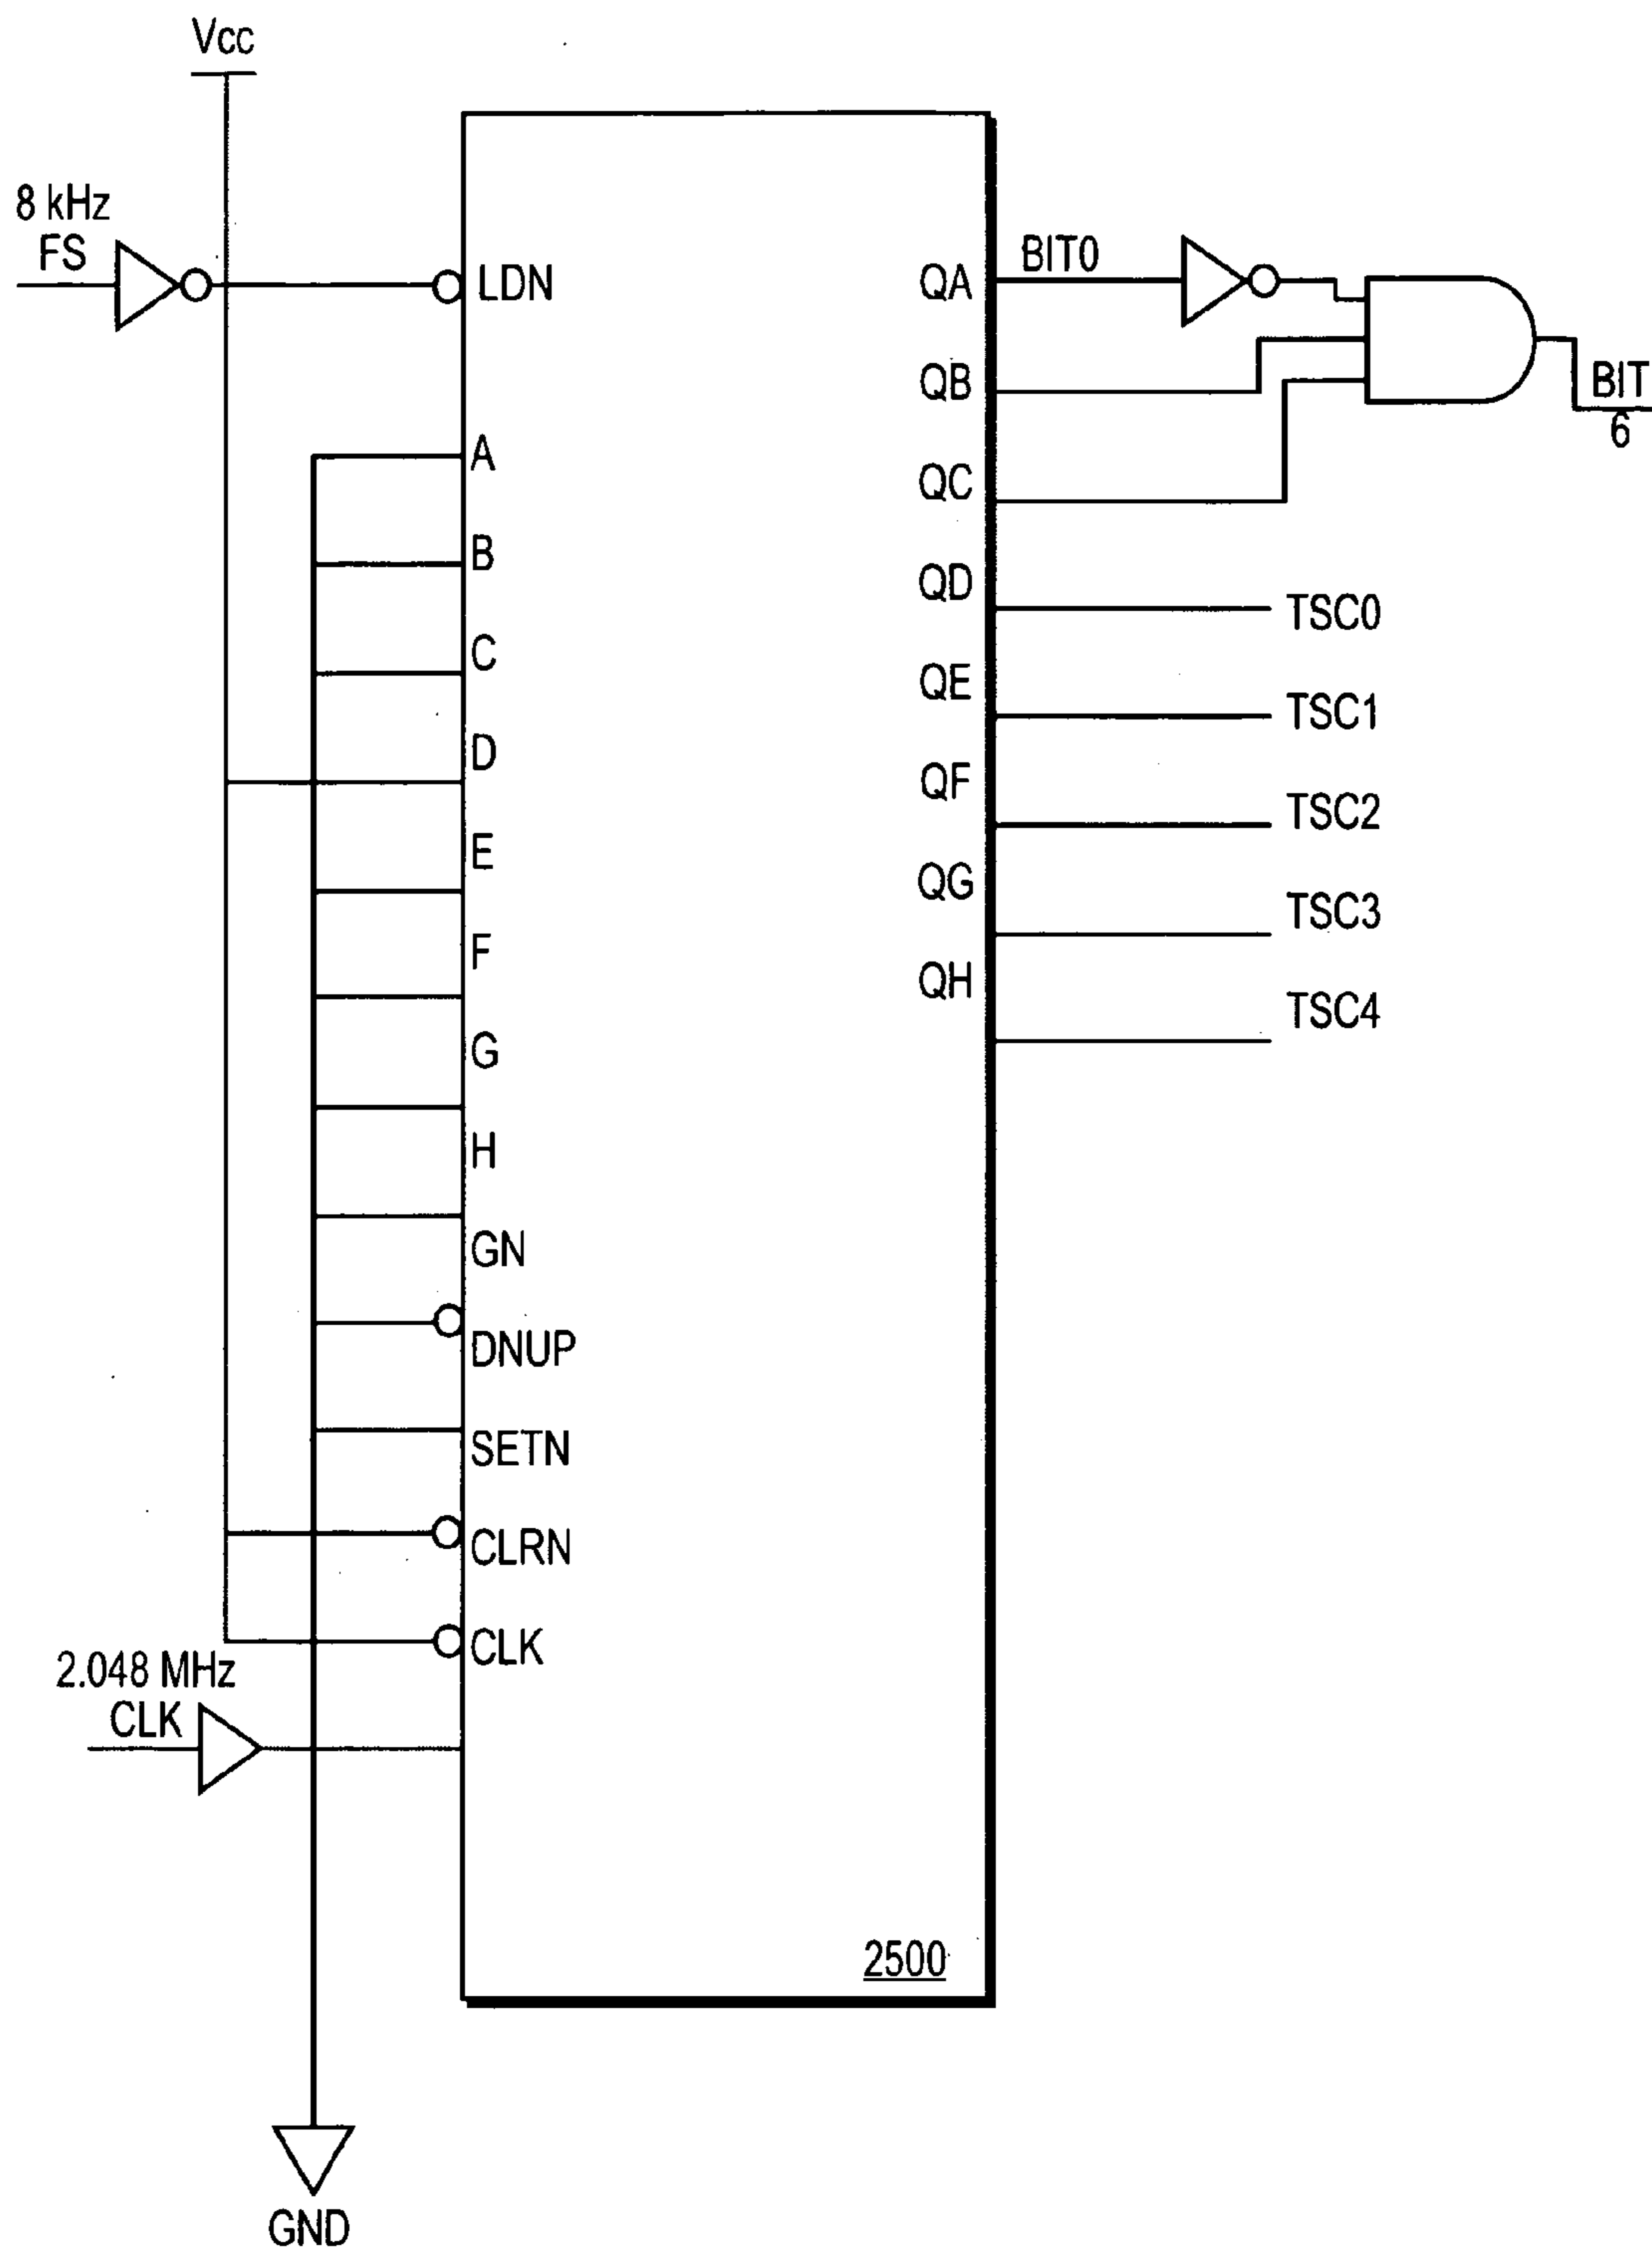 Vcc
8 kHz
FS
LDN
A
B
C
D
E
F
G
H
GN
DNUP
SETN
CLRN
CLK
2.048 MHz
CLK
GND
QA
QB
QC
QD
QE
QF
QG
QH
BIT0
BIT
6
TSC0
TSC1
TSC2
TSC3
TSC4
2500